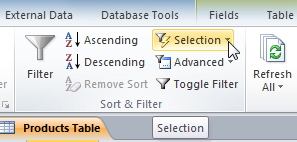 External Data Database Tools Fields Table
Ascending Selection
Descending Advanced
Filter Remove Sort Toggle Filter Refresh All
Sort & Filter
Products Table Selection